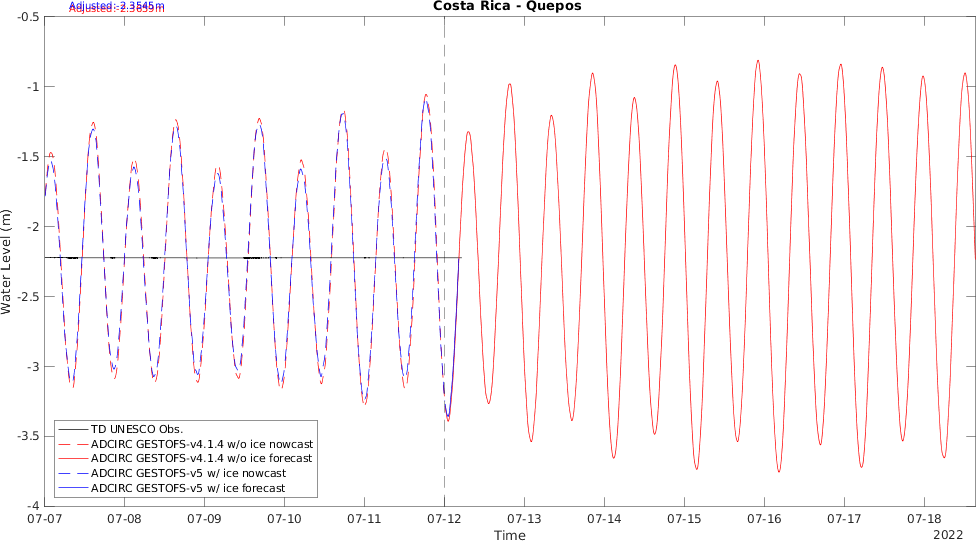 Costa Rica - Quepos
Adjusted:-2.3545m
-0.5
-1
-1.5
-2
-2.5
-3
-3.5
-4
Water Level (m)
TD UNESCO Obs.
ADCIRC GESTOFS-v4.1.4 w/o ice nowcast
ADCIRC GESTOFS-v4.1.4 w/o ice forecast
ADCIRC GESTOFS-v5 w/ ice nowcast
ADCIRC GESTOFS-v5 w/ ice forecast
07-07
07-08
07-09
07-10
07-11
07-12
07-13
07-14
07-15
07-16
07-17
07-18
Time
2022